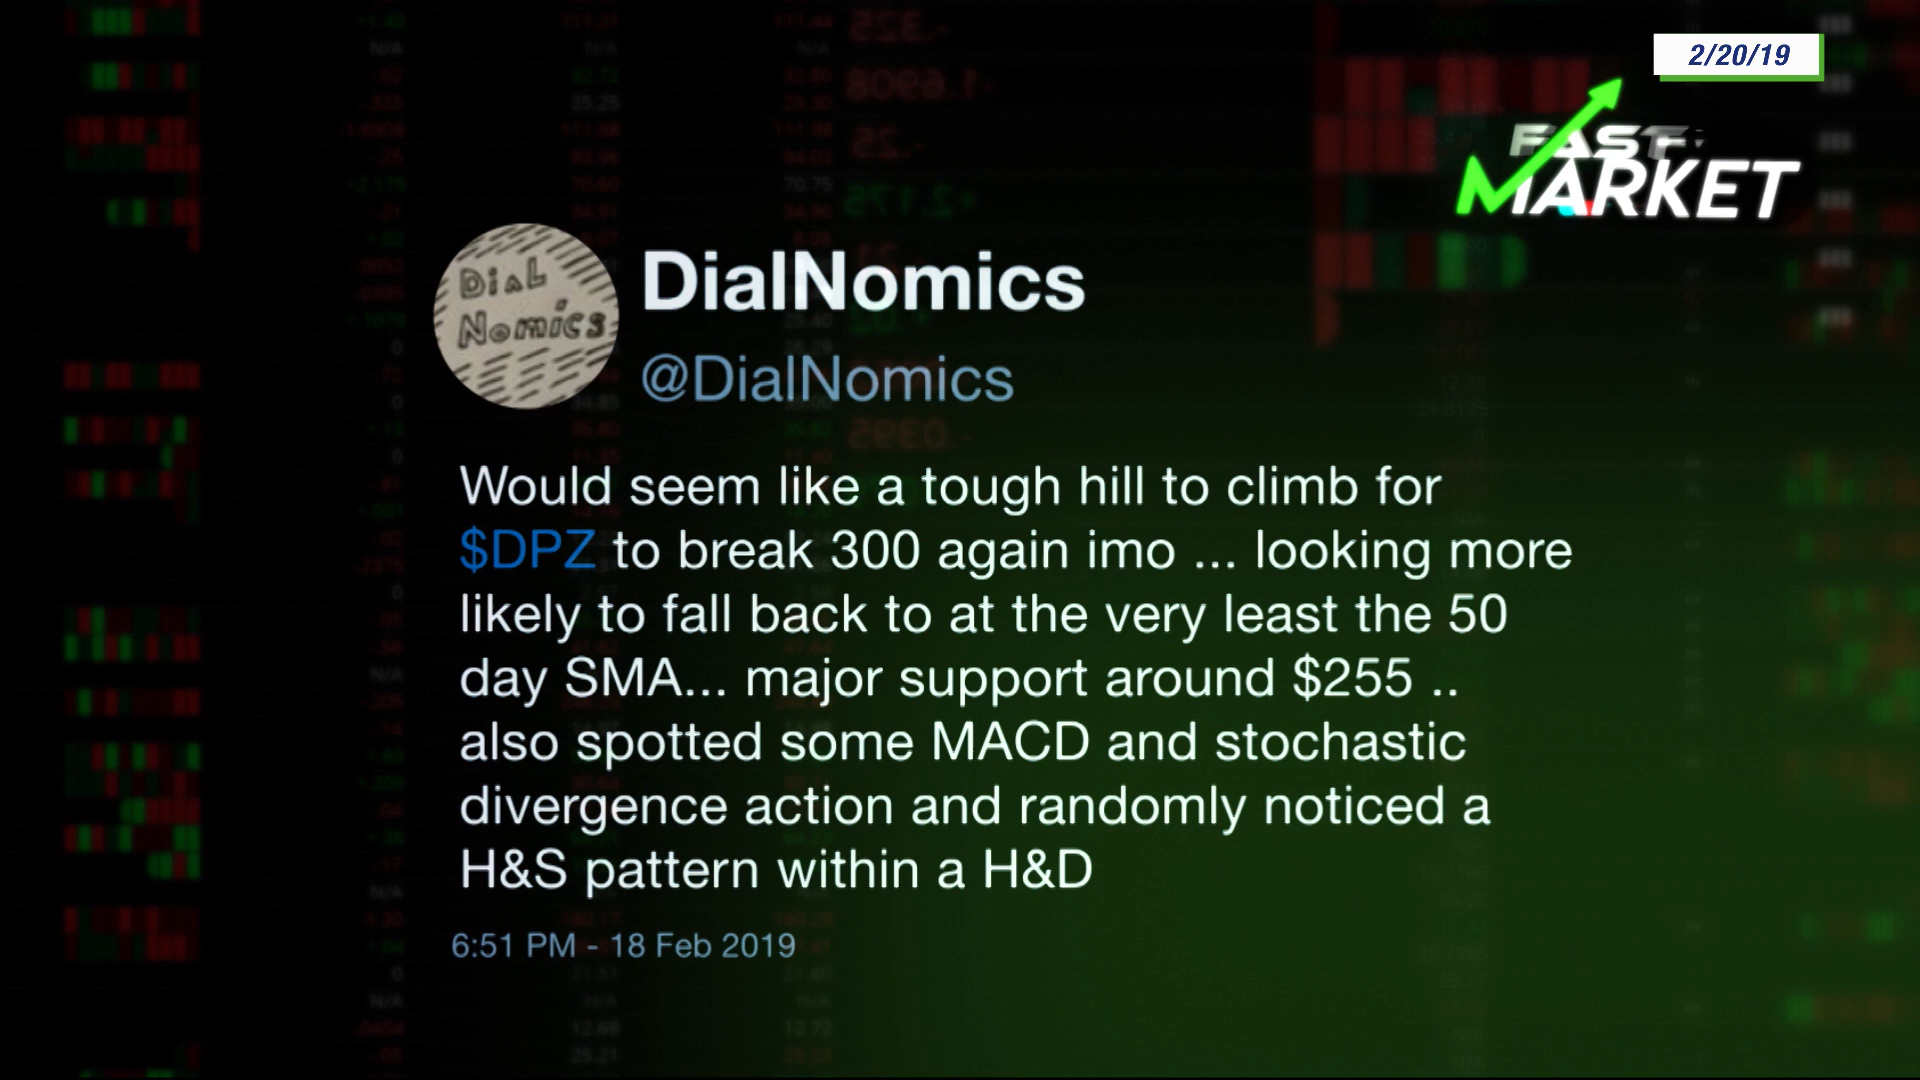 2/20/19
FAST
MARKET
DiaL
Nomics
DialNomics
@DialNomics
Would seem like a tough hill to climb for
$DPZ to break 300 again imo ... looking more
likely to fall back to at the very least the 50
day SMA... major support around $255 ..
also spotted some MACD and stochastic
divergence action and randomly noticed a
H&S pattern within a H&D
6:51 PM - 18 Feb 2019